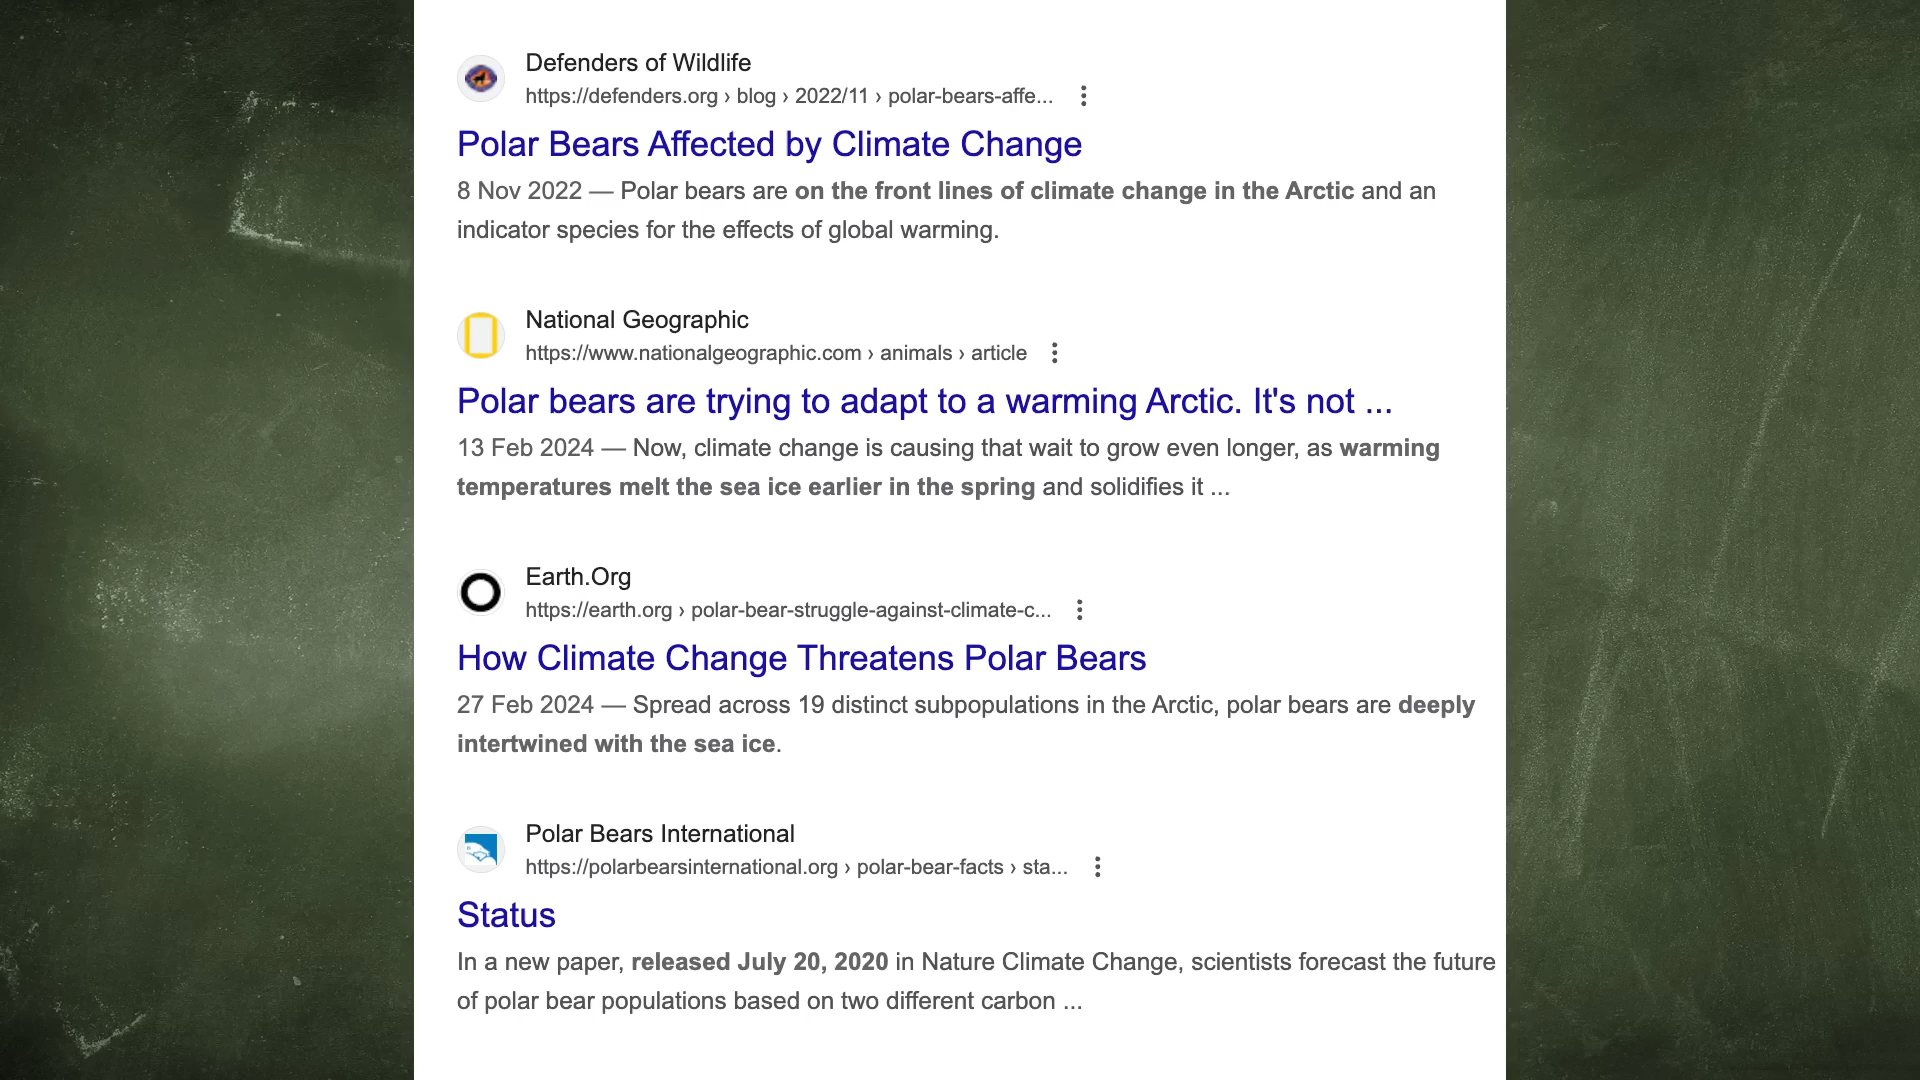 Defenders of Wildlife
https://defenders.org › blog › 2022/11 › polar-bears-affe...
Polar Bears Affected by Climate Change
8 Nov 2022 — Polar bears are on the front lines of climate change in the Arctic and an
indicator species for the effects of global warming.
National Geographic
https://www.nationalgeographic.com › animals › article
Polar bears are trying to adapt to a warming Arctic. It's not ...
13 Feb 2024 — Now, climate change is causing that wait to grow even longer, as warming
temperatures melt the sea ice earlier in the spring and solidifies it ...
Earth.Org
https://earth.org › polar-bear-struggle-against-climate-c...
How Climate Change Threatens Polar Bears
27 Feb 2024 — Spread across 19 distinct subpopulations in the Arctic, polar bears are deeply
intertwined with the sea ice.
Polar Bears International
https://polarbearsinternational.org › polar-bear-facts › sta...
Status
In a new paper, released July 20, 2020 in Nature Climate Change, scientists forecast the future
of polar bear populations based on two different carbon ...